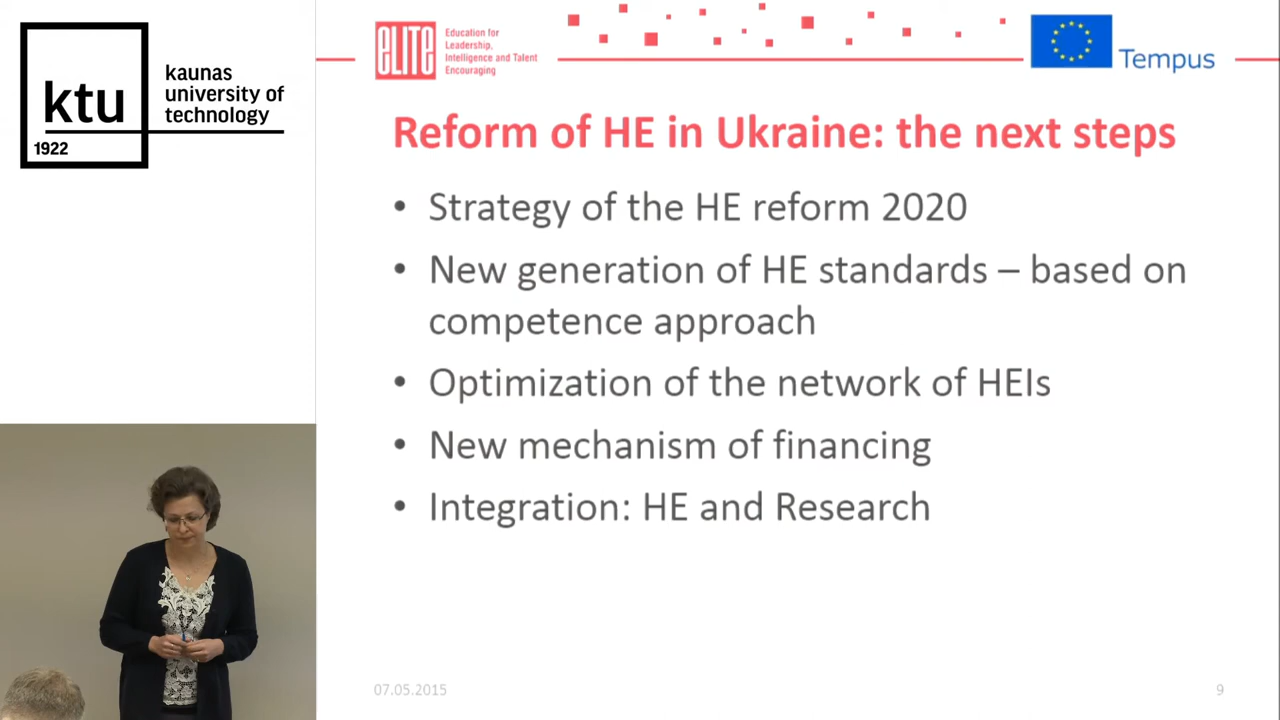 ktu
1922
kaunas
university of
technology
ELITE
Education for
Leadership,
Intelligence and Talent
Encouraging
Tempus
Reform of HE in Ukraine: the next steps
• Strategy of the HE reform 2020
• New generation of HE standards – based on
competence approach
• Optimization of the network of HEIs
• New mechanism of financing
• Integration: HE and Research
07.05.2015
9